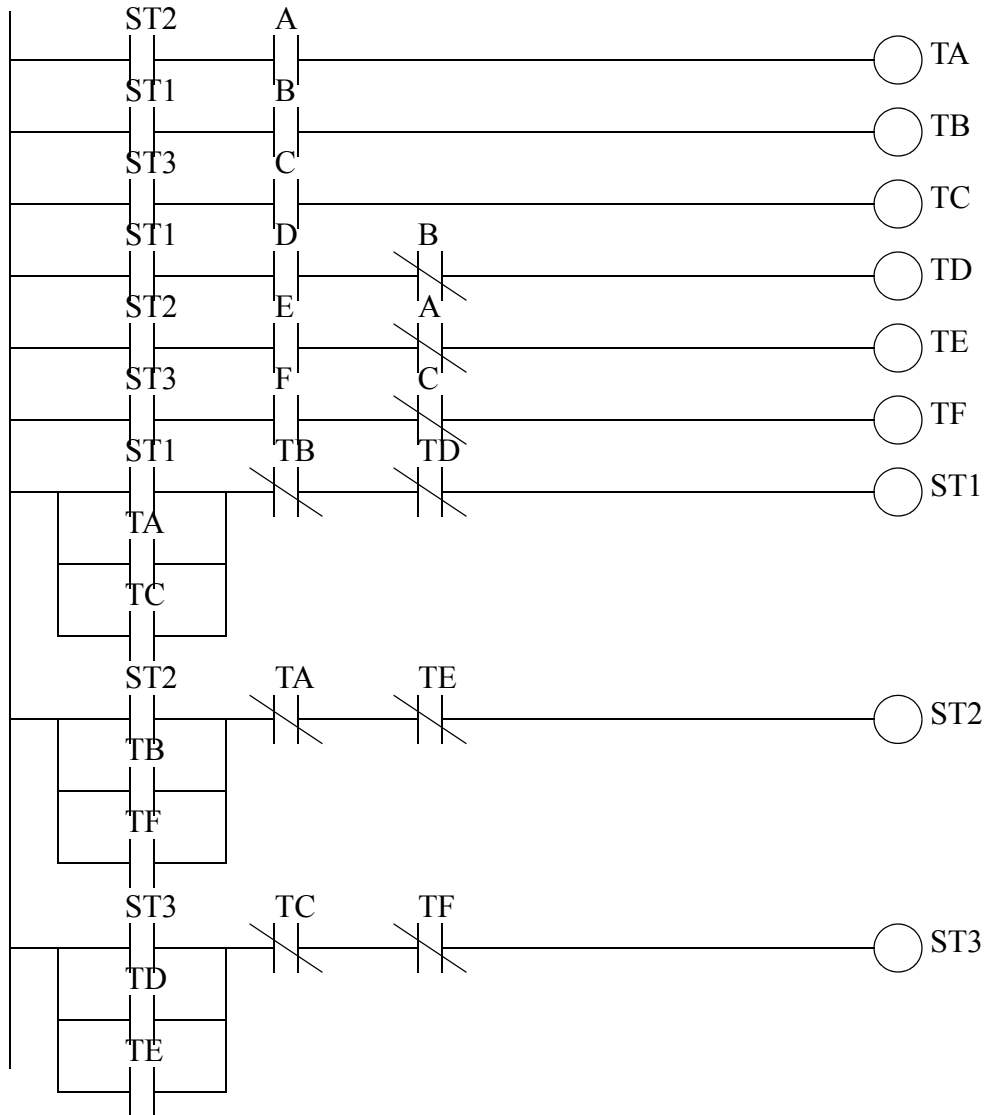 ST2 A TA
ST1 B TB
ST3 C TC
ST1 D B TD
ST2 E A TE
ST3 F C TF
ST1 TB TD ST1
TA
TC
ST2 TA TE ST2
TB
TF
ST3 TC TF ST3
TD
TE